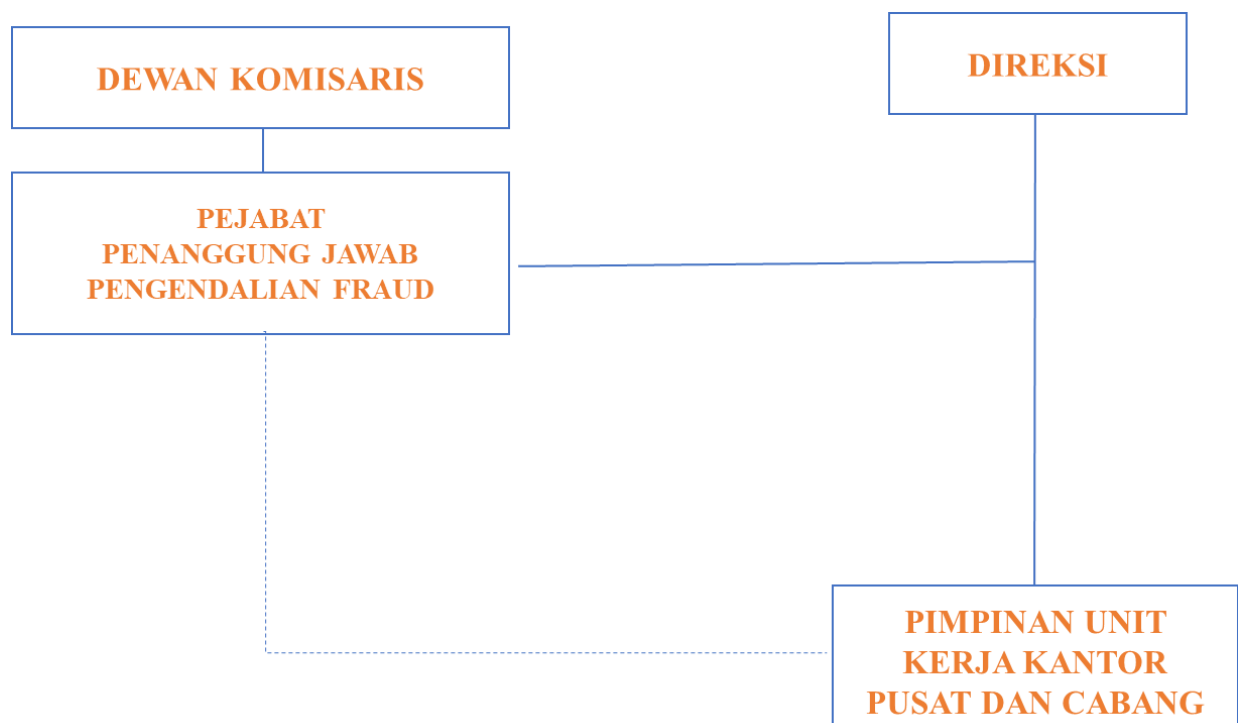 DEWAN KOMISARIS
DIREKSI
PEJABAT
PENANGGUNG JAWAB
PENGENDALIAN FRAUD
PIMPINAN UNIT
KERJA KANTOR
PUSAT DAN CABANG